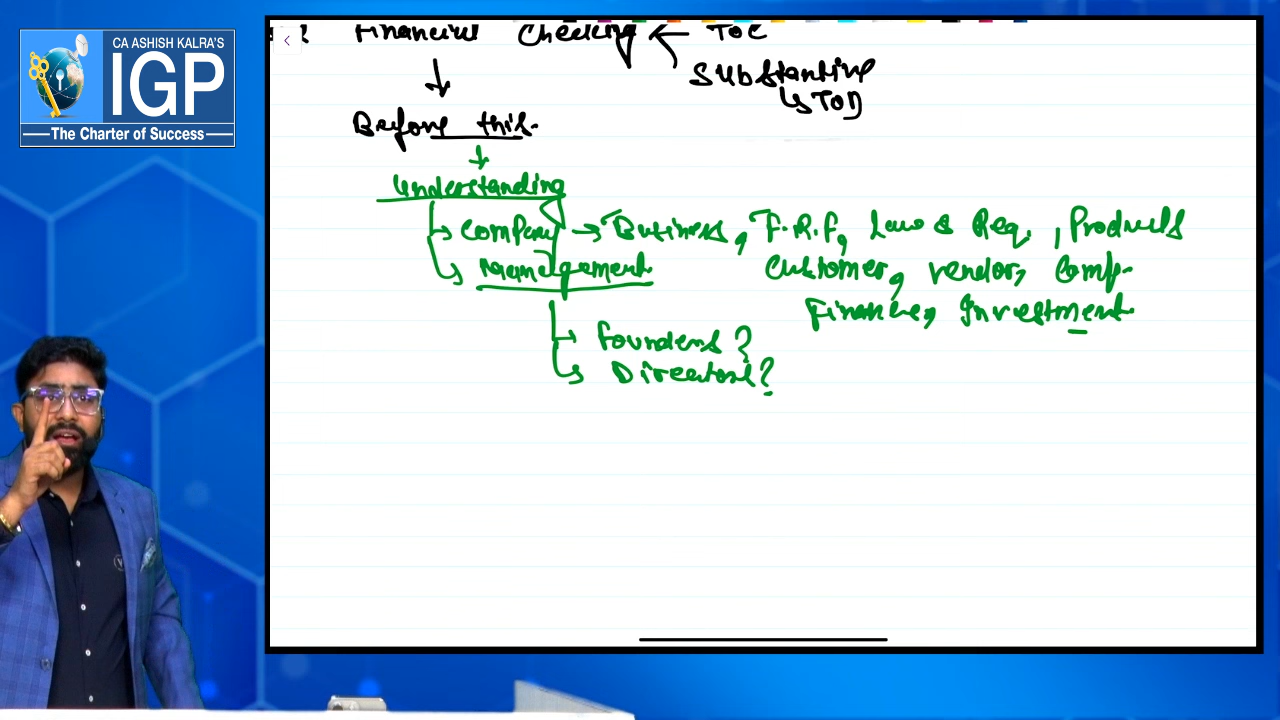 CA ASHISH KALRA'S
IGP
The Charter of Success
Financial Checking ← TOC
Substantive
↳ TOD
Before this
Understanding
Company → Business, F.R.F, Law & Req., Products
Management Customer, vendor, Comp.
Finance, Investment
Founders?
Directors?